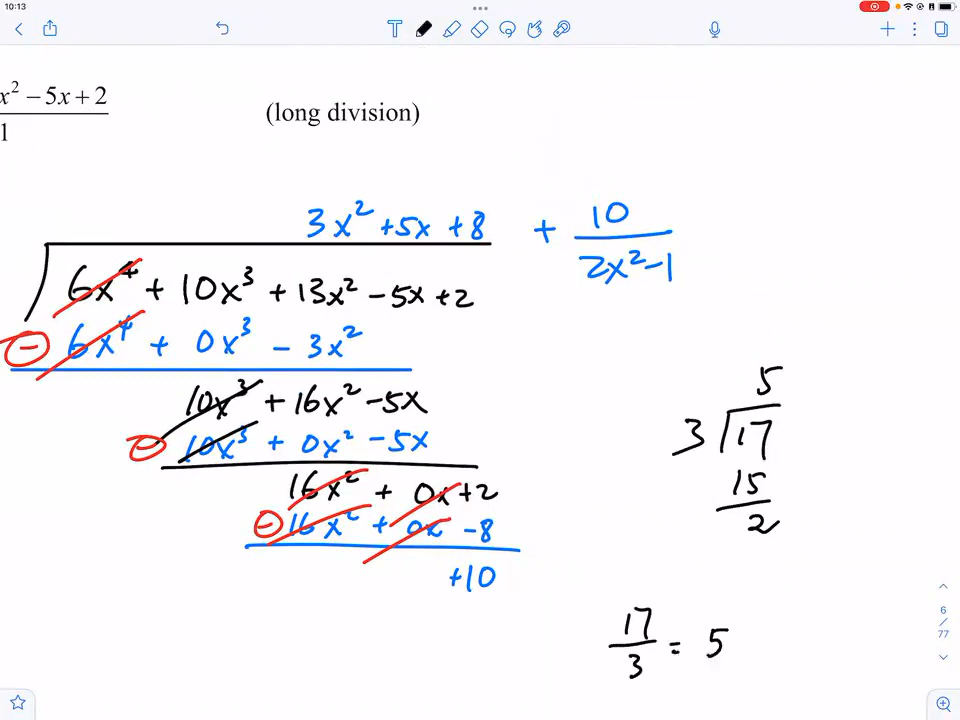 10:13
x² − 5x + 2
1
(long division)
3x² + 5x + 8 + 10/(2x² − 1)
6x⁴ + 10x³ + 13x² − 5x + 2
− 6x⁴ + 0x³ − 3x²
10x³ + 16x² − 5x
− 10x³ + 0x² − 5x
16x² + 0x + 2
− 16x² + 0x − 8
+10
5
3 17
15
2
17/3 = 5
6
/
77